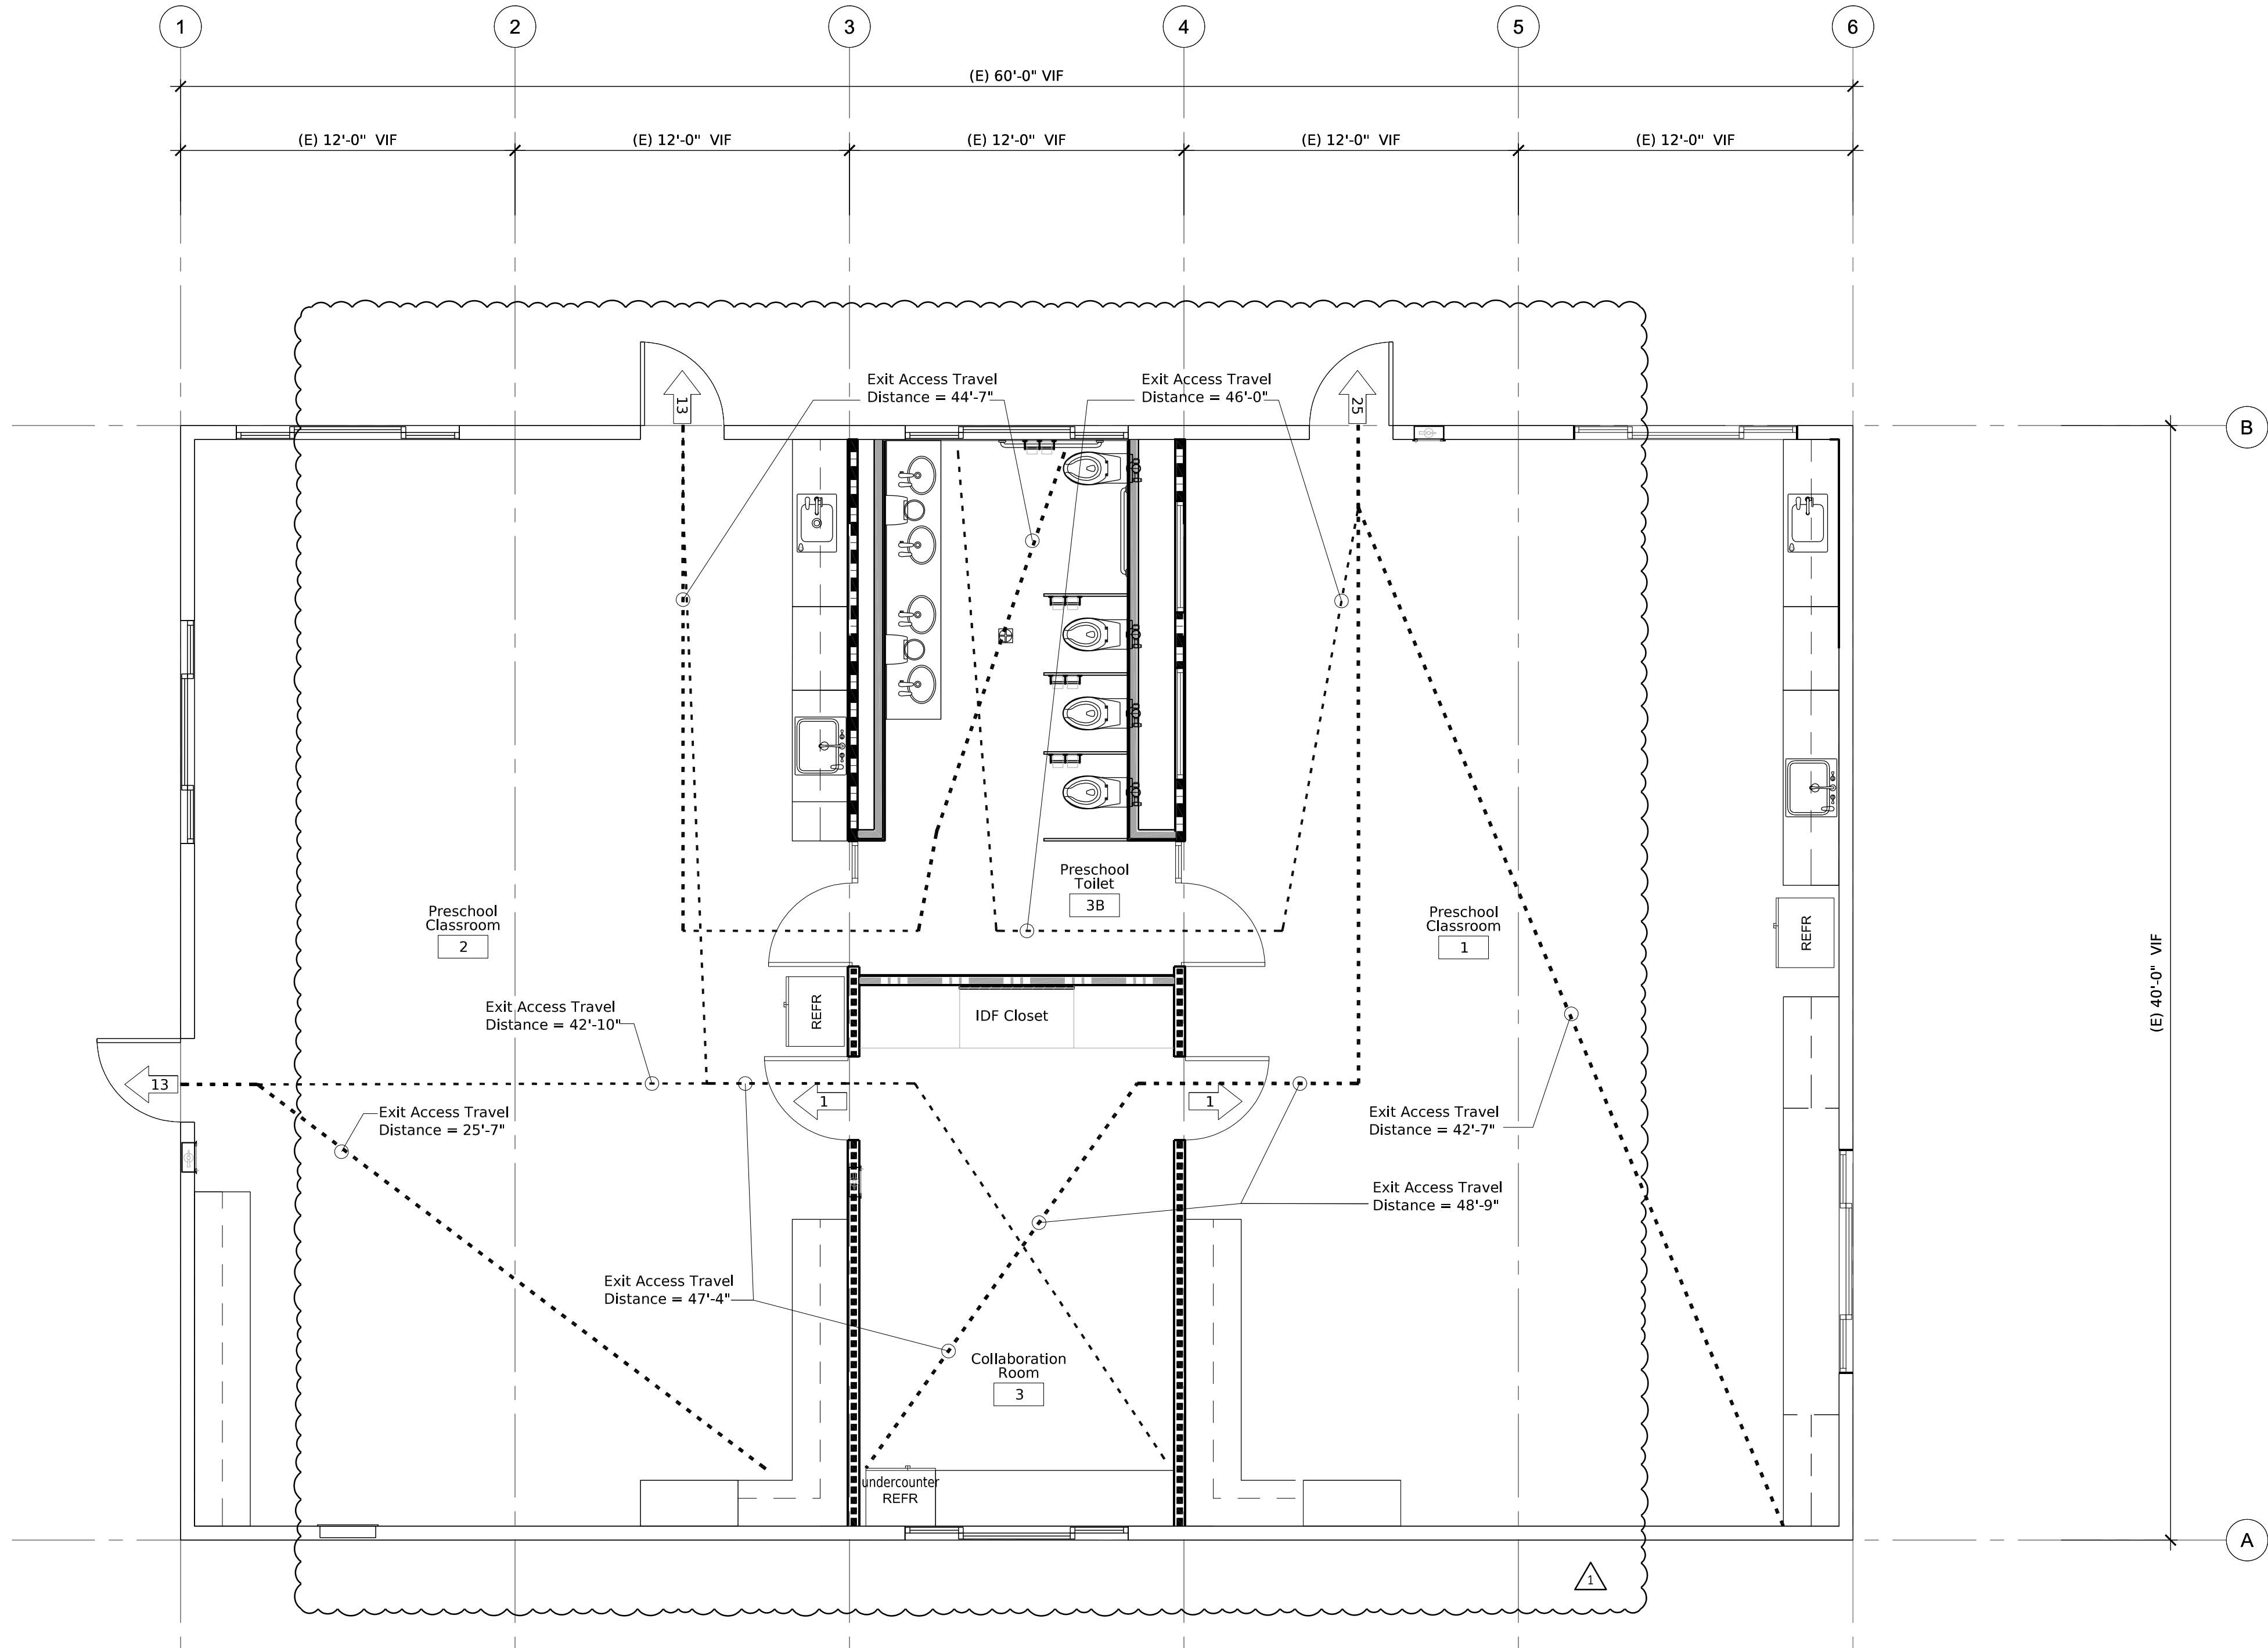 1 2 3 4 5 6
(E) 60'-0" VIF
(E) 12'-0" VIF (E) 12'-0" VIF (E) 12'-0" VIF (E) 12'-0" VIF (E) 12'-0" VIF
Exit Access Travel
Distance = 44'-7"
Exit Access Travel
Distance = 46'-0"
13
25
B
Preschool
Toilet
3B
Preschool
Classroom
2
Preschool
Classroom
1
REFR
(E) 40'-0" VIF
REFR
IDF Closet
Exit Access Travel
Distance = 42'-10"
13
1
1
Exit Access Travel
Distance = 25'-7"
Exit Access Travel
Distance = 42'-7"
Exit Access Travel
Distance = 48'-9"
Exit Access Travel
Distance = 47'-4"
Collaboration
Room
3
undercounter
REFR
A
1